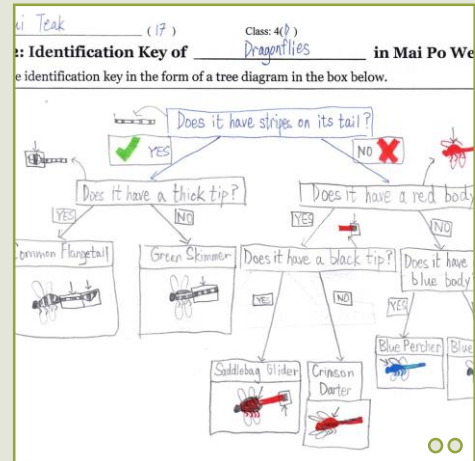 ni Teak (17) Class: 4(D)
2: Identification Key of Dragonflies in Mai Po We
e identification key in the form of a tree diagram in the box below.
Does it have stripes on its tail?
YES NO
Does it have a thick tip? Does it have a red body
YES NO YES NO
Common Flangetail Green Skimmer Does it have a black tip? Does it have
blue body
YES NO YES
Blue Percher Blue
Saddlebag Glider Crimson
Darter